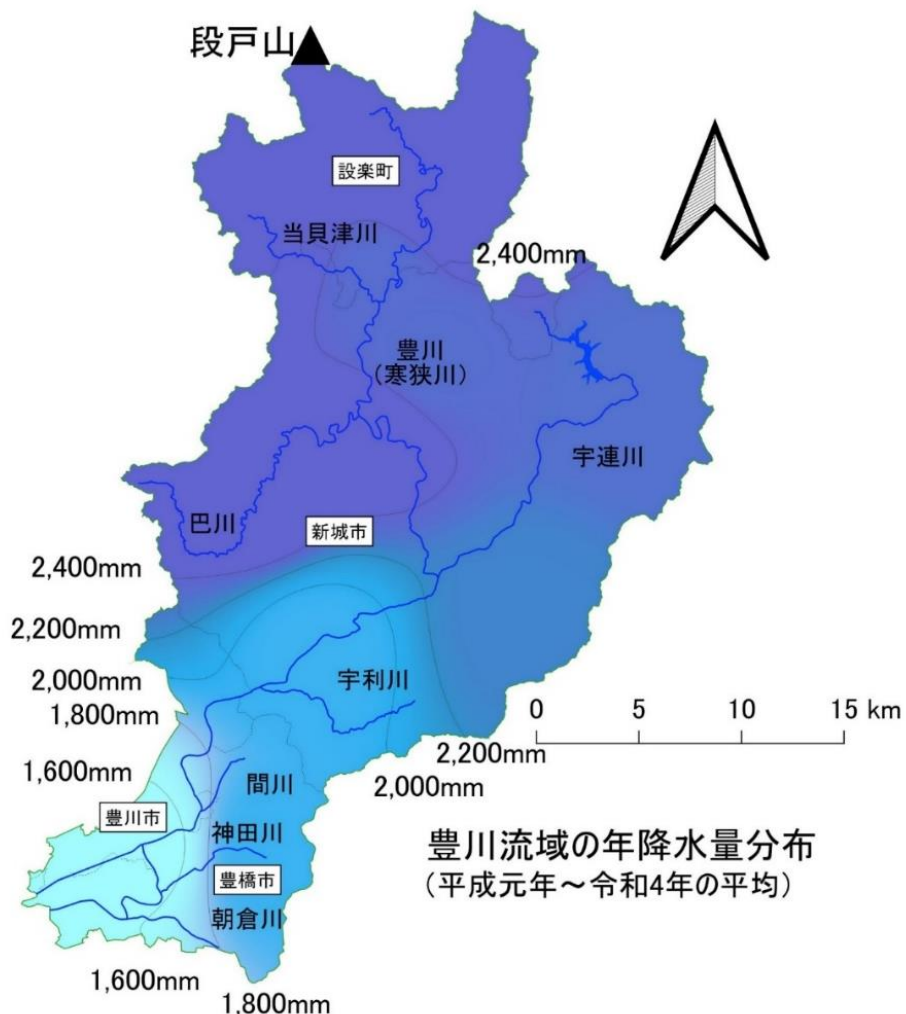 段戸山
設楽町
当貝津川
2,400mm
豊川
（寒狭川）
宇連川
巴川
新城市
2,400mm
2,200mm
2,000mm
宇利川
1,800mm
0 5 10 15 km
2,200mm
1,600mm
2,000mm
間川
豊川市
神田川
豊川流域の年降水量分布
豊橋市
（平成元年～令和4年の平均）
朝倉川
1,600mm
1,800mm